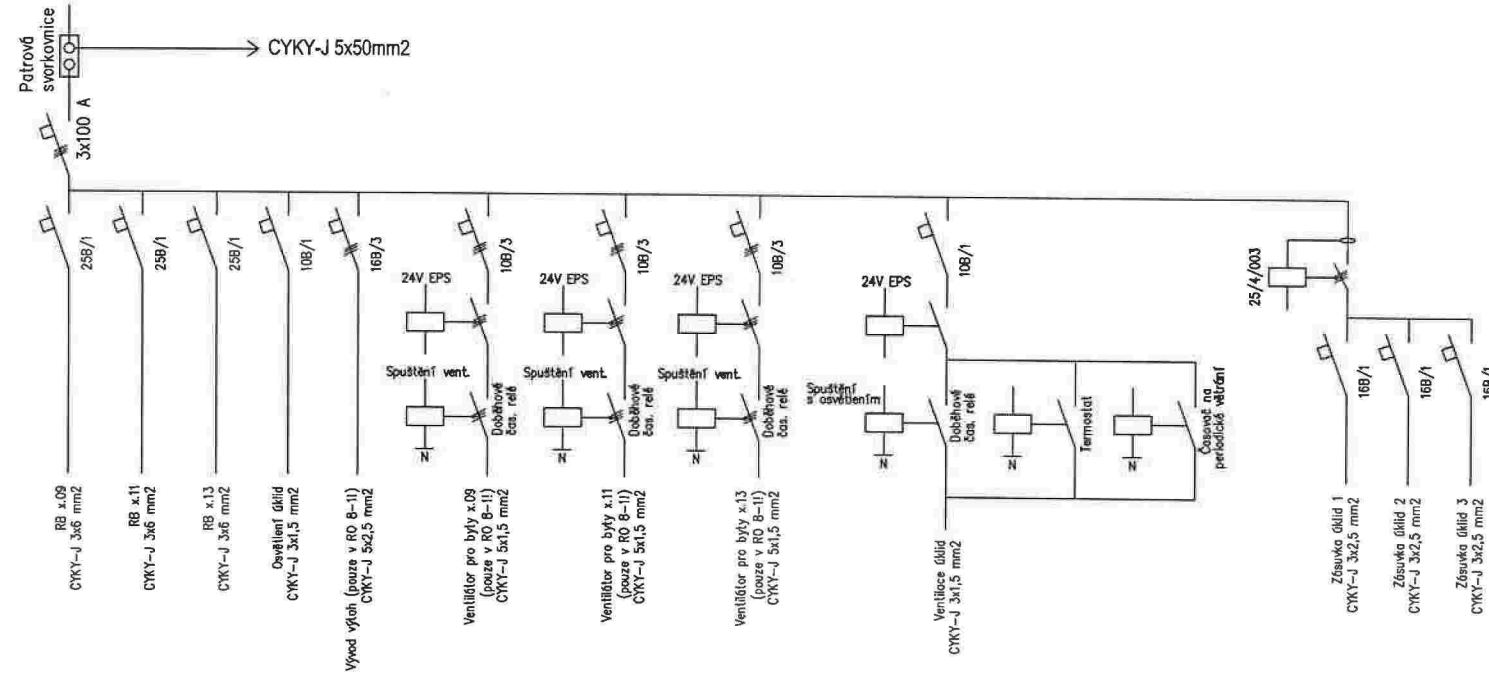 Patrová
svorkovnice
CYKY-J 5x50mm2
3x100 A
25B/1
25B/1
25B/1
10B/1
16B/3
10B/3
10B/3
10B/3
10B/1
25/4/003
24V EPS
24V EPS
24V EPS
24V EPS
Spuštění vent.
Spuštění vent.
Spuštění vent.
Spuštění
s osvětlením
Doběhové
čas. relé
Doběhové
čas. relé
Doběhové
čas. relé
Doběhové
čas. relé
Termostat
Časovač na
periodické větrání
N
N
N
N
N
N
16B/1
16B/1
16B/1
RB x.09
CYKY-J 3x6 mm2
RB x.11
CYKY-J 3x6 mm2
RB x.13
CYKY-J 3x6 mm2
Osvětlení úklid
CYKY-J 3x1,5 mm2
Vývod výtah (pouze v RO 8-11)
CYKY-J 5x2,5 mm2
Ventilátor pro byty x.09
(pouze v RO 8-11)
CYKY-J 5x1,5 mm2
Ventilátor pro byty x.11
(pouze v RO 8-11)
CYKY-J 5x1,5 mm2
Ventilátor pro byty x.13
(pouze v RO 8-11)
CYKY-J 5x1,5 mm2
Ventilace úklid
CYKY-J 3x1,5 mm2
Zásuvka úklid 1
CYKY-J 3x2,5 mm2
Zásuvka úklid 2
CYKY-J 3x2,5 mm2
Zásuvka úklid 3
CYKY-J 3x2,5 mm2